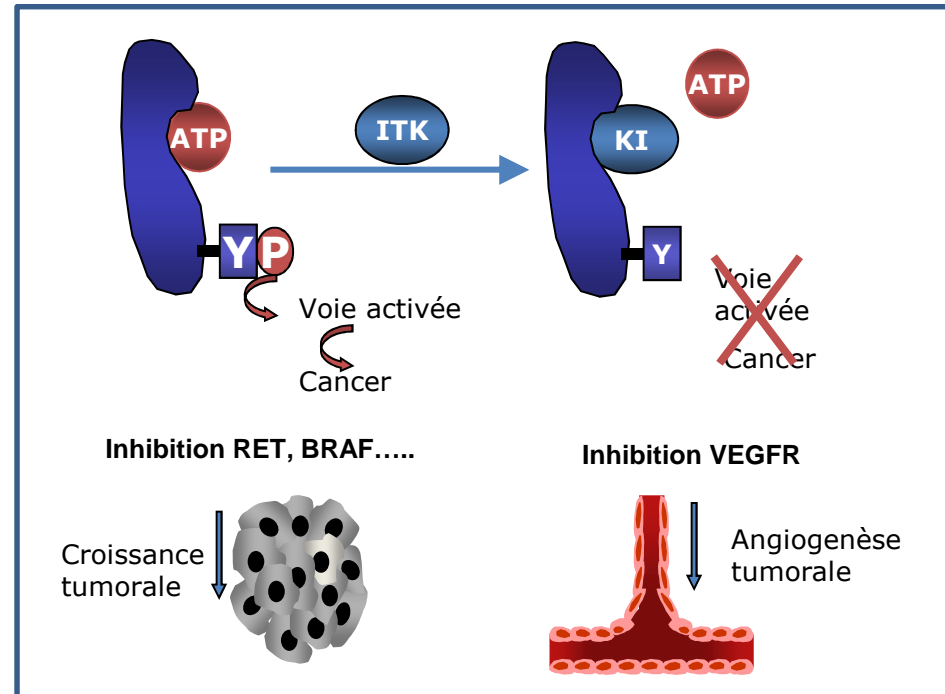 ATP
ITK
ATP
KI
Y P
Y
Voie activée
Cancer
Voie
activée
Cancer
Inhibition RET, BRAF…..
Inhibition VEGFR
Croissance
tumorale
Angiogenèse
tumorale